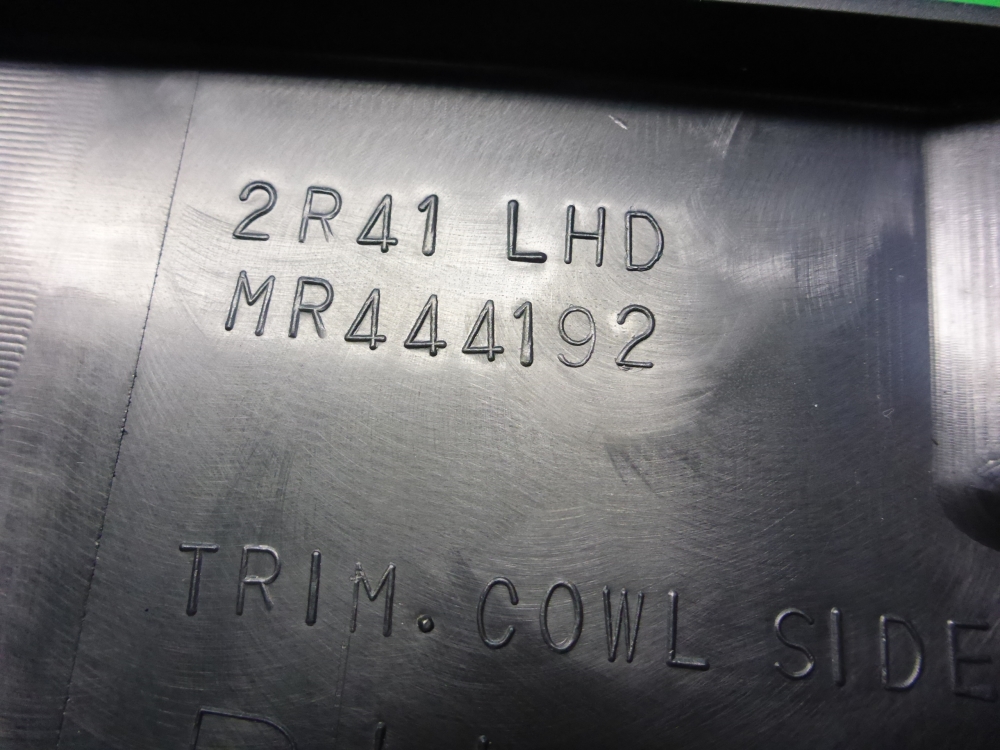 2R41 LHD
MR444192
TRIM. COWL SIDE